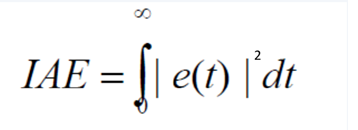 IAE = ∫₀^∞ | e(t) |² dt